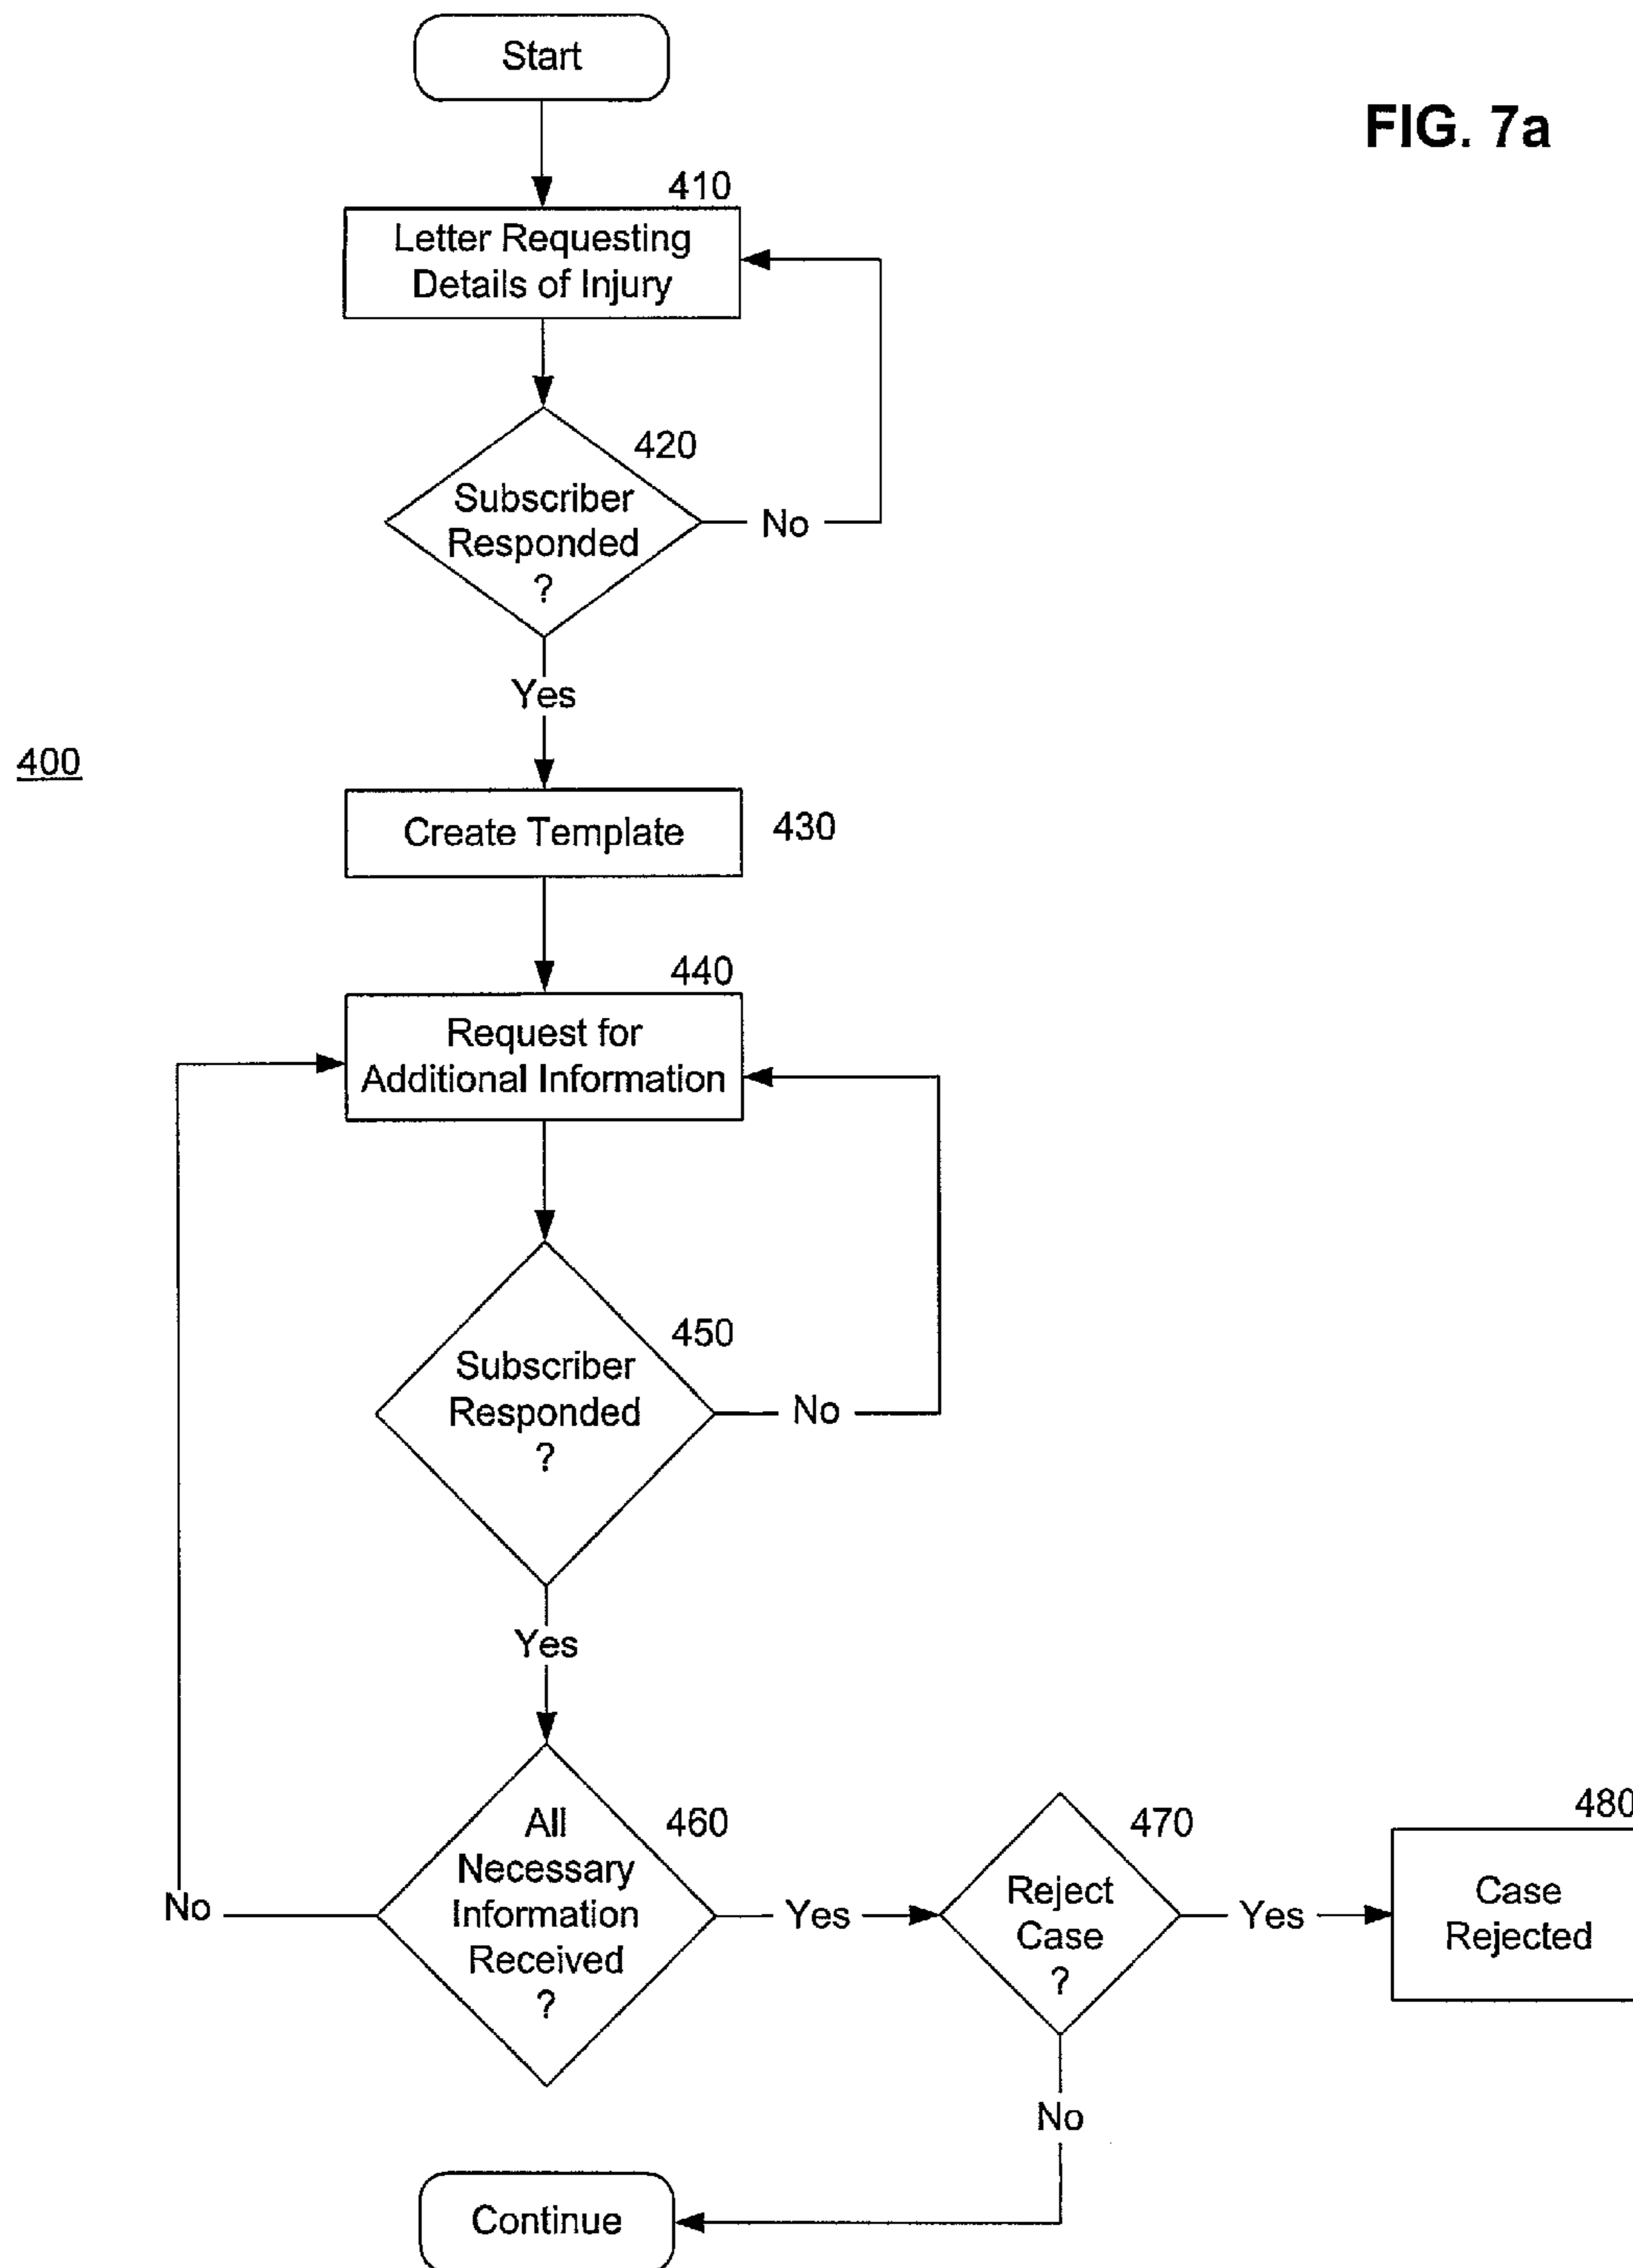 Start
FIG. 7a
410
Letter Requesting
Details of Injury
420
Subscriber
Responded
?
No
Yes
400
Create Template
430
440
Request for
Additional Information
450
Subscriber
Responded
?
No
Yes
460
All
Necessary
Information
Received
?
No
Yes
470
Reject
Case
?
Yes
480
Case
Rejected
No
Continue